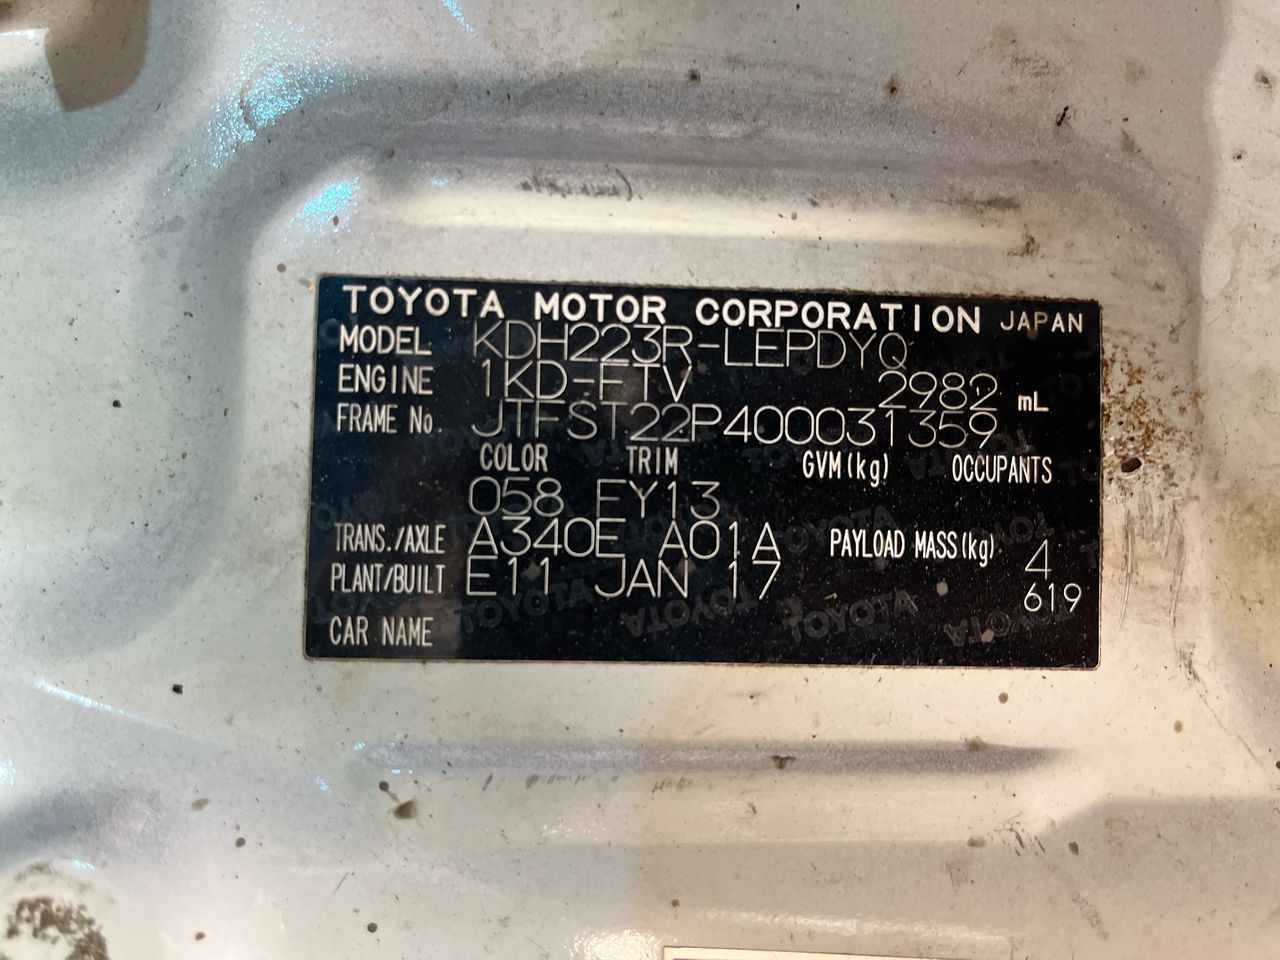 TOYOTA MOTOR CORPORATION JAPAN
MODEL KDH223R-LEPDYQ
ENGINE 1KD-FTV 2982 mL
FRAME No. JTFST22P400031359
COLOR TRIM GVM(kg) OCCUPANTS
058 FY13
TRANS./AXLE A340E A01A PAYLOAD MASS(kg) 4
PLANT/BUILT E11 JAN 17 619
CAR NAME